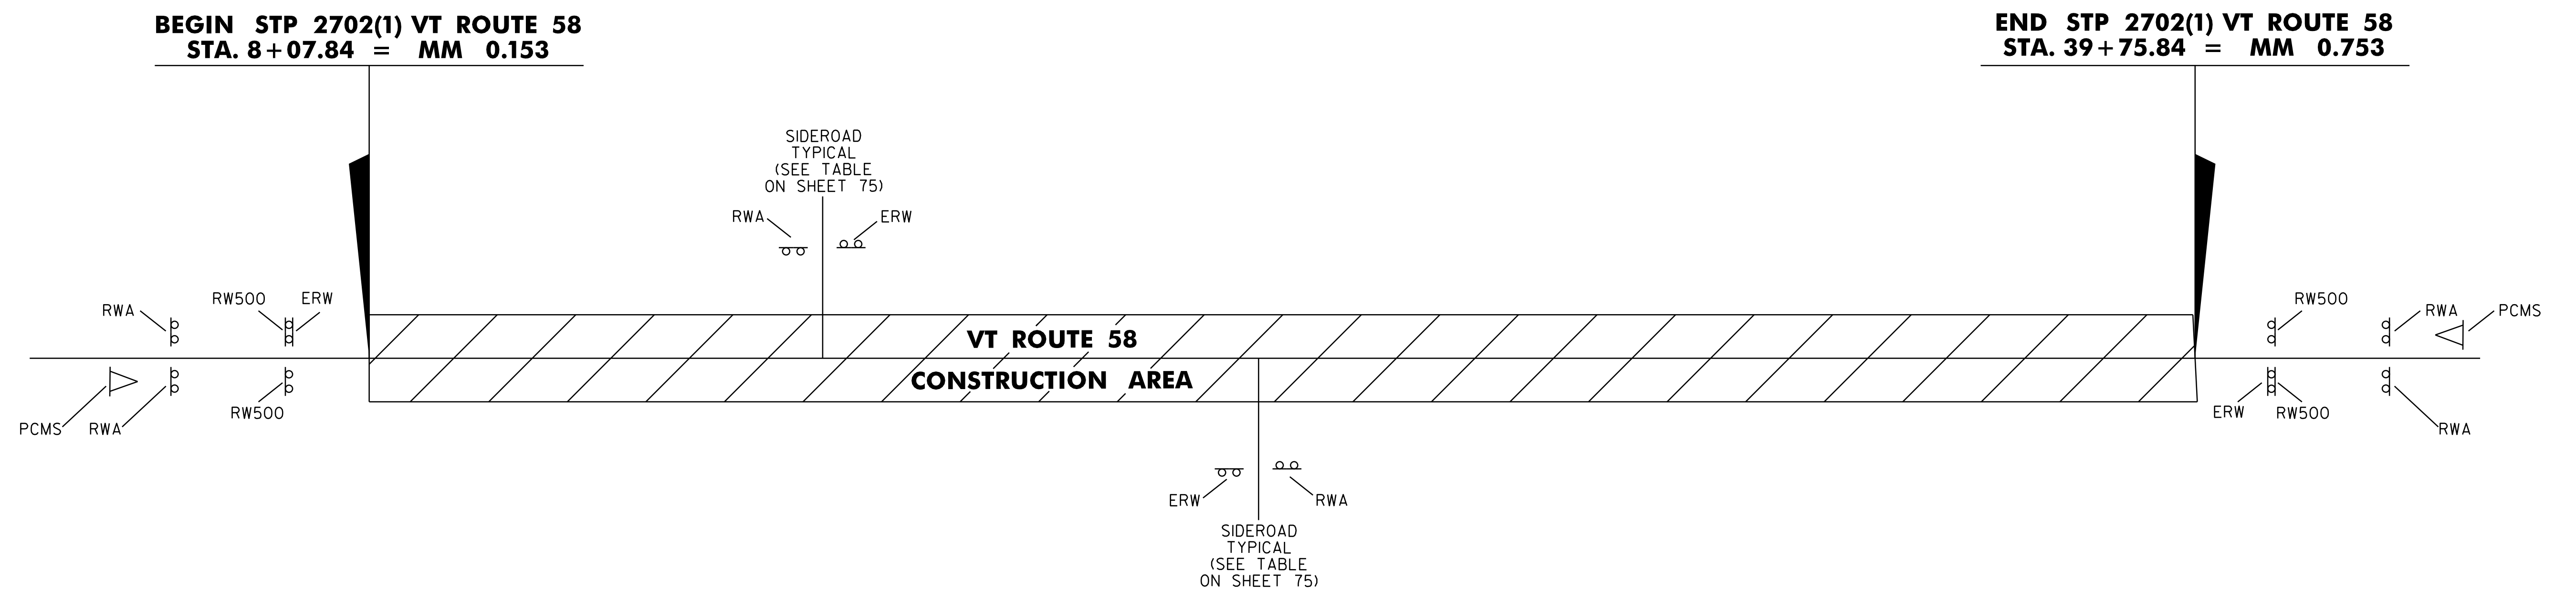 BEGIN STP 2702(1) VT ROUTE 58
STA. 8+07.84 = MM 0.153
END STP 2702(1) VT ROUTE 58
STA. 39+75.84 = MM 0.753
SIDEROAD
TYPICAL
(SEE TABLE
ON SHEET 75)
RWA
ERW
RWA
RW500
ERW
PCMS
RWA
RW500
VT ROUTE 58
CONSTRUCTION AREA
RW500
RWA
PCMS
ERW
RW500
RWA
ERW
RWA
SIDEROAD
TYPICAL
(SEE TABLE
ON SHEET 75)